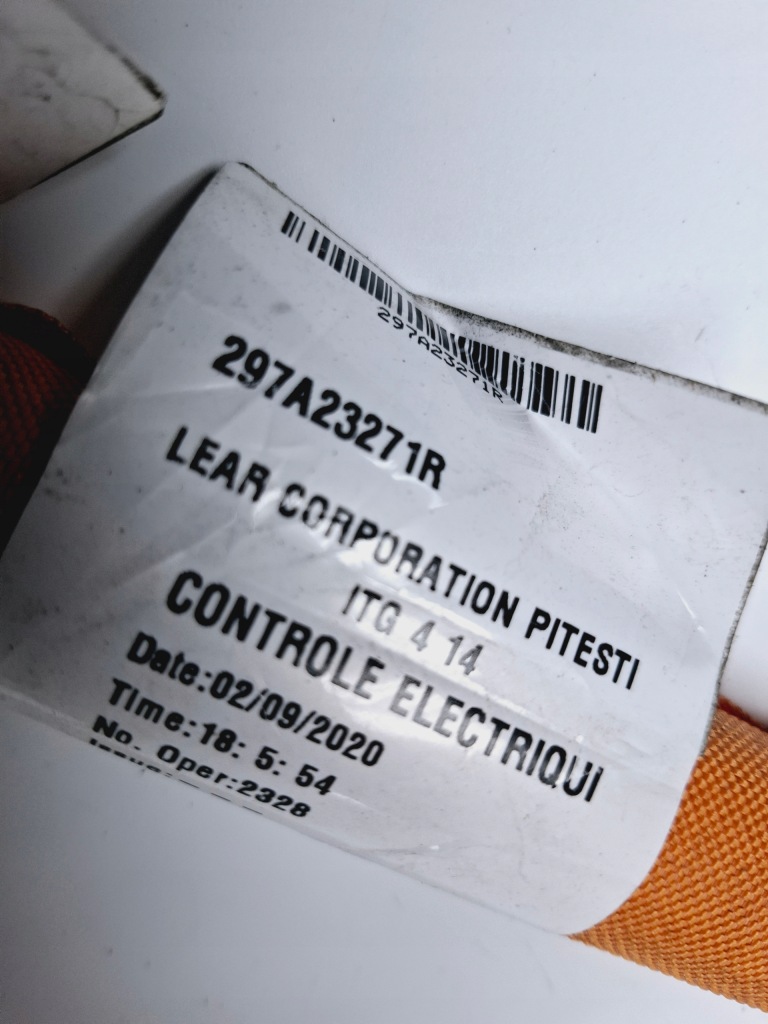 297A23271R
297A23271R
LEAR CORPORATION PITESTI
ITG 4 14
CONTROLE ELECTRIQUI
Date:02/09/2020
Time:18: 5: 54
No. Oper:2328